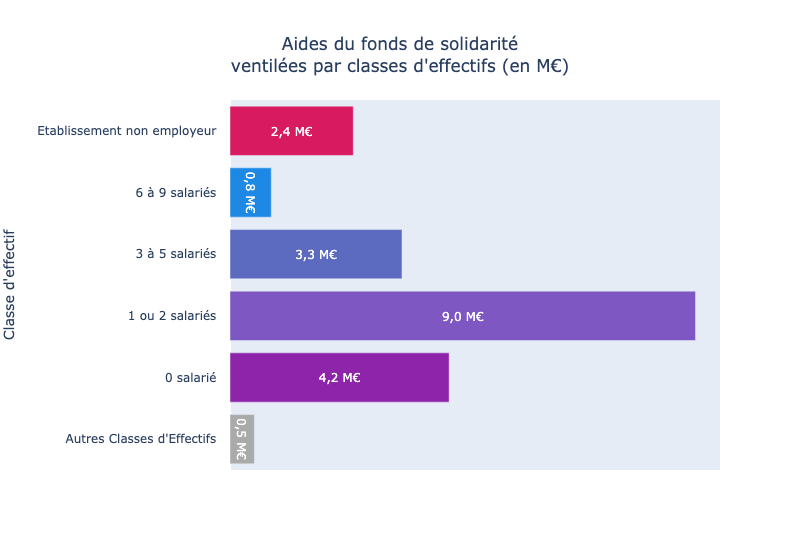 Aides du fonds de solidarité
ventilées par classes d'effectifs (en M€)
Classe d'effectif
Etablissement non employeur
2,4 M€
6 à 9 salariés
0,8 M€
3 à 5 salariés
3,3 M€
1 ou 2 salariés
9,0 M€
0 salarié
4,2 M€
Autres Classes d'Effectifs
0,5 M€